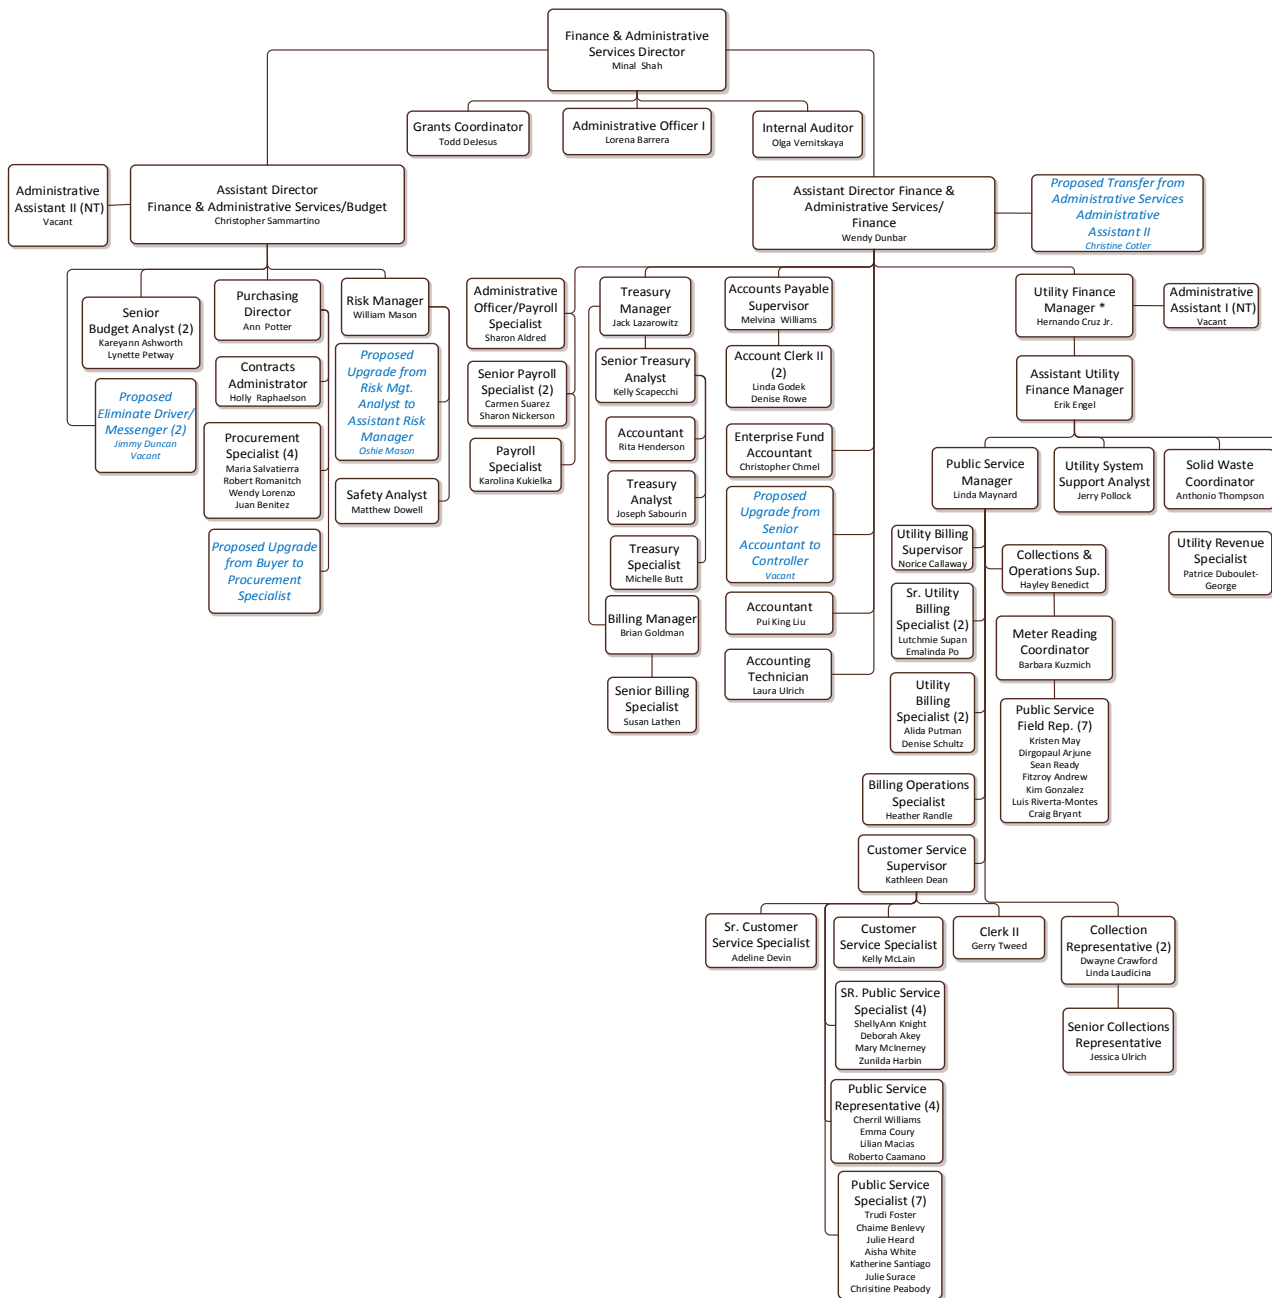 Finance & Administrative
Services Director
Minal Shah
Grants Coordinator
Todd DeJesus
Administrative Officer I
Lorena Barrera
Internal Auditor
Olga Vernitskaya
Administrative
Assistant II (NT)
Vacant
Assistant Director
Finance & Administrative Services/Budget
Christopher Sammartino
Assistant Director Finance &
Administrative Services/
Finance
Wendy Dunbar
Proposed Transfer from
Administrative Services
Administrative
Assistant II
Christine Cotler
Senior
Budget Analyst (2)
Kareyann Ashworth
Lynette Petway
Proposed
Eliminate Driver/
Messenger (2)
Jimmy Duncan
Vacant
Purchasing
Director
Ann Potter
Contracts
Administrator
Holly Raphaelson
Procurement
Specialist (4)
Maria Salvatierra
Robert Romanitch
Wendy Lorenzo
Juan Benitez
Proposed Upgrade
from Buyer to
Procurement
Specialist
Risk Manager
William Mason
Proposed
Upgrade from
Risk Mgt.
Analyst to
Assistant Risk
Manager
Oshie Mason
Safety Analyst
Matthew Dowell
Administrative
Officer/Payroll
Specialist
Sharon Aldred
Senior Payroll
Specialist (2)
Carmen Suarez
Sharon Nickerson
Payroll
Specialist
Karolina Kukielka
Treasury
Manager
Jack Lazarowitz
Senior Treasury
Analyst
Kelly Scapecchi
Accountant
Rita Henderson
Treasury
Analyst
Joseph Sabourin
Treasury
Specialist
Michelle Butt
Billing Manager
Brian Goldman
Senior Billing
Specialist
Susan Lathen
Accounts Payable
Supervisor
Melvina Williams
Account Clerk II
(2)
Linda Godek
Denise Rowe
Enterprise Fund
Accountant
Christopher Chmel
Proposed
Upgrade from
Senior
Accountant to
Controller
Vacant
Accountant
Pui King Liu
Accounting
Technician
Laura Ulrich
Utility Finance
Manager *
Hernando Cruz Jr.
Administrative
Assistant I (NT)
Vacant
Assistant Utility
Finance Manager
Erik Engel
Public Service
Manager
Linda Maynard
Utility System
Support Analyst
Jerry Pollock
Solid Waste
Coordinator
Anthonio Thompson
Utility Revenue
Specialist
Patrice Duboulet-
George
Utility Billing
Supervisor
Norice Callaway
Sr. Utility
Billing
Specialist (2)
Lutchmie Supan
Emalinda Po
Utility
Billing
Specialist (2)
Alida Putman
Denise Schultz
Billing Operations
Specialist
Heather Randle
Collections &
Operations Sup.
Hayley Benedict
Meter Reading
Coordinator
Barbara Kuzmich
Public Service
Field Rep. (7)
Kristen May
Dirgopaul Arjune
Sean Ready
Fitzroy Andrew
Kim Gonzalez
Luis Riverta-Montes
Craig Bryant
Customer Service
Supervisor
Kathleen Dean
Sr. Customer
Service Specialist
Adeline Devin
Customer
Service Specialist
Kelly McLain
Clerk II
Gerry Tweed
Collection
Representative (2)
Dwayne Crawford
Linda Laudicina
Senior Collections
Representative
Jessica Ulrich
SR. Public Service
Specialist (4)
ShellyAnn Knight
Deborah Akey
Mary McInerney
Zunilda Harbin
Public Service
Representative (4)
Cherril Williams
Emma Coury
Lilian Macias
Roberto Caamano
Public Service
Specialist (7)
Trudi Foster
Chaime Benlevy
Julie Heard
Aisha White
Katherine Santiago
Julie Surace
Chrisitine Peabody